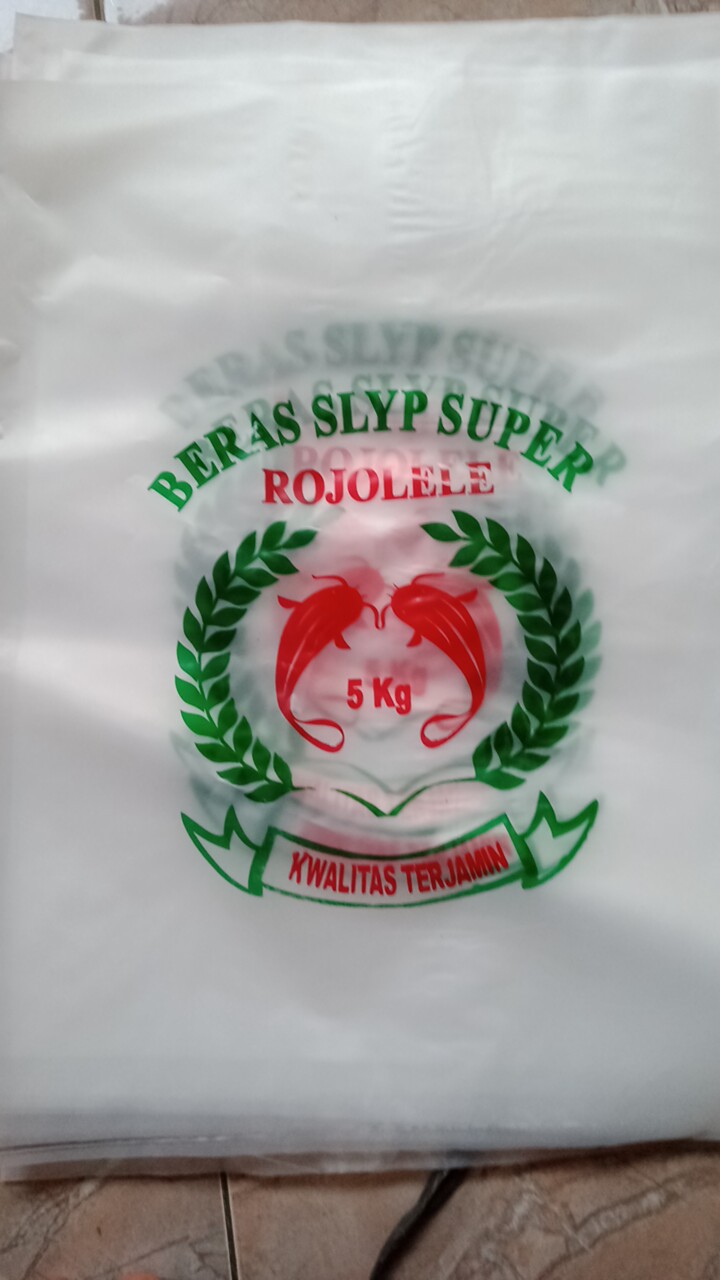 BERAS SLYP SUPER
ROJOLELE
5 Kg
KWALITAS TERJAMIN